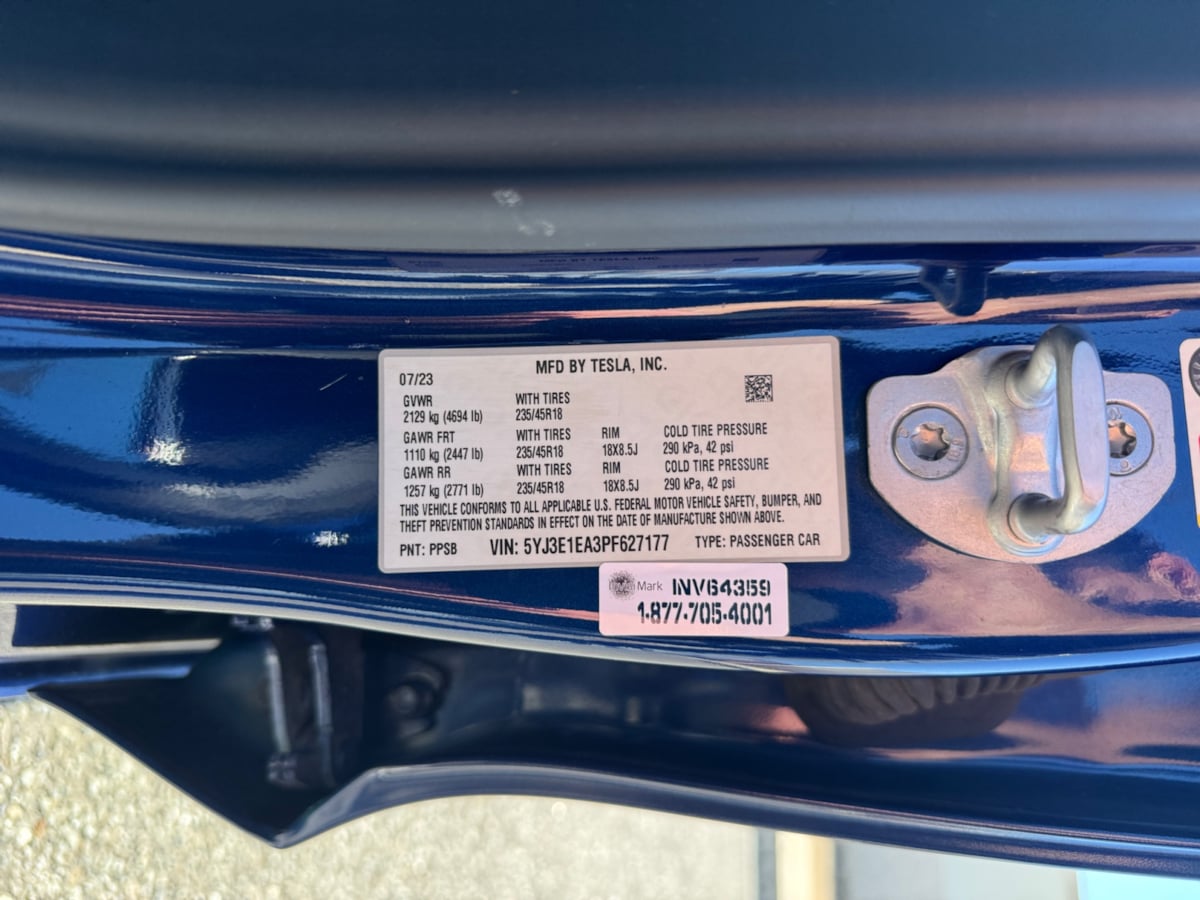 MFD BY TESLA, INC.
07/23
GVWR WITH TIRES
2129 kg (4694 lb) 235/45R18
GAWR FRT WITH TIRES RIM COLD TIRE PRESSURE
1110 kg (2447 lb) 235/45R18 18X8.5J 290 kPa, 42 psi
GAWR RR WITH TIRES RIM COLD TIRE PRESSURE
1257 kg (2771 lb) 235/45R18 18X8.5J 290 kPa, 42 psi
THIS VEHICLE CONFORMS TO ALL APPLICABLE U.S. FEDERAL MOTOR VEHICLE SAFETY, BUMPER, AND
THEFT PREVENTION STANDARDS IN EFFECT ON THE DATE OF MANUFACTURE SHOWN ABOVE.
PNT: PPSB VIN: 5YJ3E1EA3PF627177 TYPE: PASSENGER CAR
Mark INV64359
1-877-705-4001